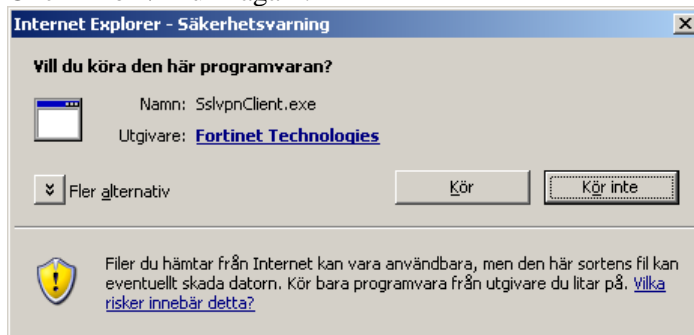 Internet Explorer - Säkerhetsvarning
Vill du köra den här programvaran?
Namn: SslvpnClient.exe
Utgivare: Fortinet Technologies
Fler alternativ
Kör
Kör inte
Filer du hämtar från Internet kan vara användbara, men den här sortens fil kan
eventuellt skada datorn. Kör bara programvara från utgivare du litar på. Vilka
risker innebär detta?